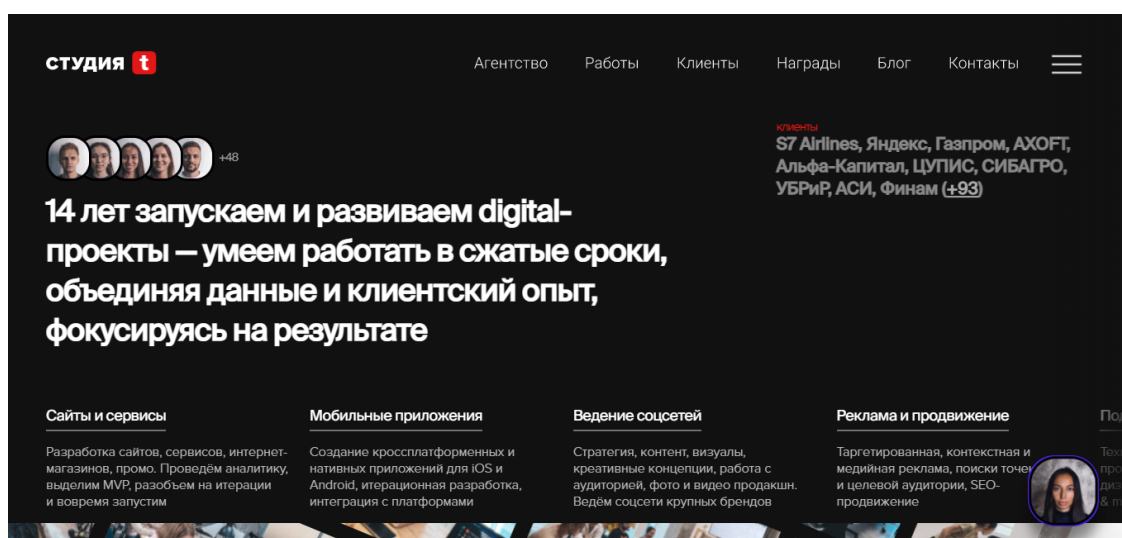 СТУДИЯ t
Агентство Работы Клиенты Награды Блог Контакты
+48
клиенты
S7 Airlines, Яндекс, Газпром, AXOFT,
Альфа-Капитал, ЦУПИС, СИБАГРО,
УБРиР, АСИ, Финам (+93)
14 лет запускаем и развиваем digital-
проекты — умеем работать в сжатые сроки,
объединяя данные и клиентский опыт,
фокусируясь на результате
Сайты и сервисы
Разработка сайтов, сервисов, интернет-
магазинов, промо. Проведём аналитику,
выделим MVP, разобъем на итерации
и вовремя запустим
Мобильные приложения
Создание кроссплатформенных и
нативных приложений для iOS и
Android, итерационная разработка,
интеграция с платформами
Ведение соцсетей
Стратегия, контент, визуалы,
креативные концепции, работа с
аудиторией, фото и видео продакшн.
Ведём соцсети крупных брендов
Реклама и продвижение
Таргетированная, контекстная и
медийная реклама, поиски
и целевой аудитории, SEO-
продвижение